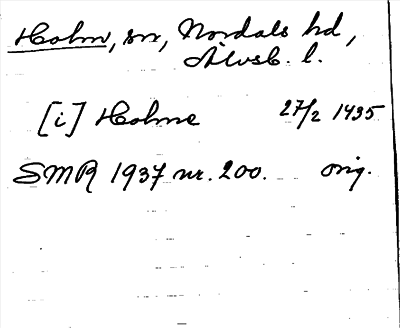 Holm, sn, Nordals hd,
Älvsb. l.
[i] Holme 27/2 1435
SMR 1937 nr. 200. orig.